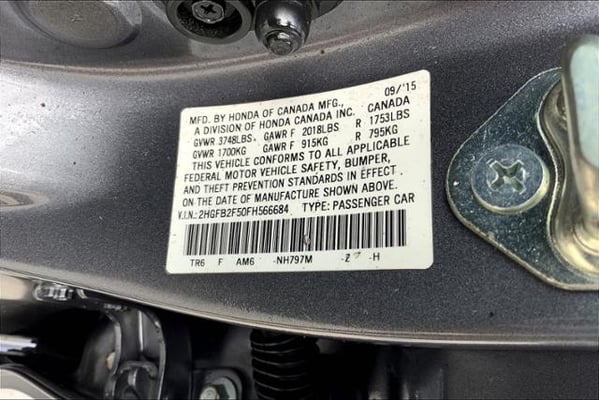 09/'15
MFD. BY HONDA OF CANADA MFG., CANADA
A DIVISION OF HONDA CANADA INC.
GVWR 3748LBS. GAWR F 2018LBS R 1753LBS
GVWR 1700KG GAWR F 915KG R 795KG
THIS VEHICLE CONFORMS TO ALL APPLICABLE
FEDERAL MOTOR VEHICLE SAFETY, BUMPER,
AND THEFT PREVENTION STANDARDS IN EFFECT
ON THE DATE OF MANUFACTURE SHOWN ABOVE.
V.I.N.:2HGFB2F50FH566684 TYPE: PASSENGER CAR
TR6 F AM6 -NH797M -Z -H